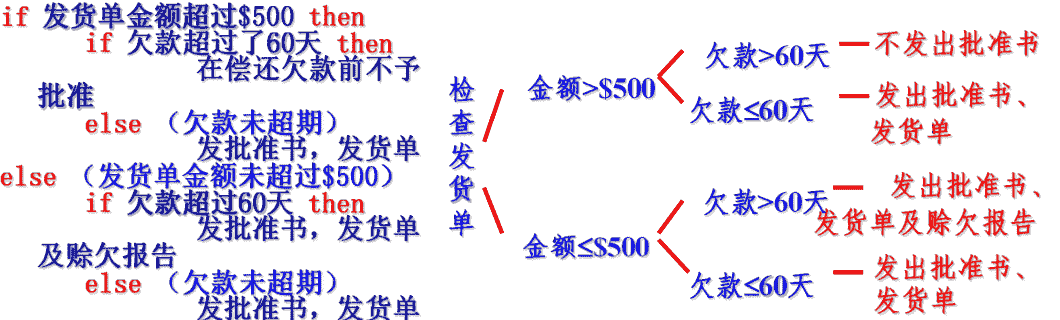 if 发货单金额超过$500 then
if 欠款超过了60天 then
在偿还欠款前不予
批准
else （欠款未超期）
发批准书，发货单
else （发货单金额未超过$500）
if 欠款超过60天 then
发批准书，发货单
及赊欠报告
else （欠款未超期）
发批准书，发货单
检
查
发
货
单
金额>$500
欠款>60天
不发出批准书
欠款≤60天
发出批准书、
发货单
金额≤$500
欠款>60天
发出批准书、
发货单及赊欠报告
欠款≤60天
发出批准书、
发货单